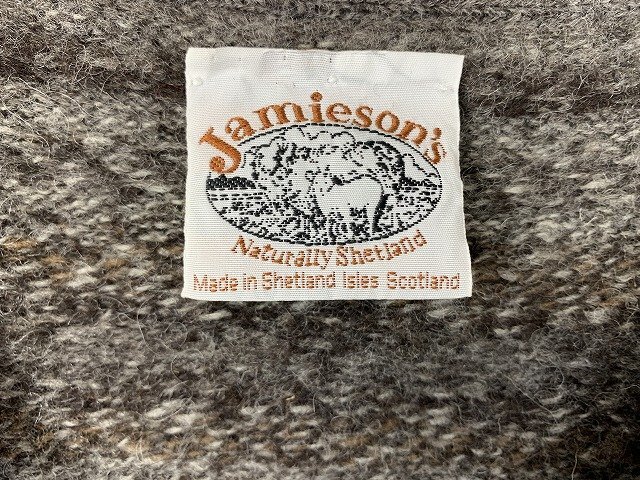 Jamieson's
Naturally Shetland
Made in Shetland Isles Scotland